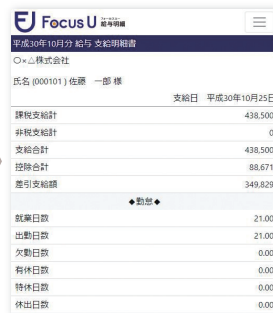 Focus U 給与明細
平成30年10月分 給与 支給明細書
○×△株式会社
氏名 (000101) 佐藤 一郎 様
支給日 平成30年10月25日
課税支給計 438,500
非税支給計 0
支給合計 438,500
控除合計 88,671
差引支給額 349,829
◆勤怠◆
就業日数 21.00
出勤日数 21.00
欠勤日数 0.00
有休日数 0.00
特休日数 0.00
休出日数 0.00